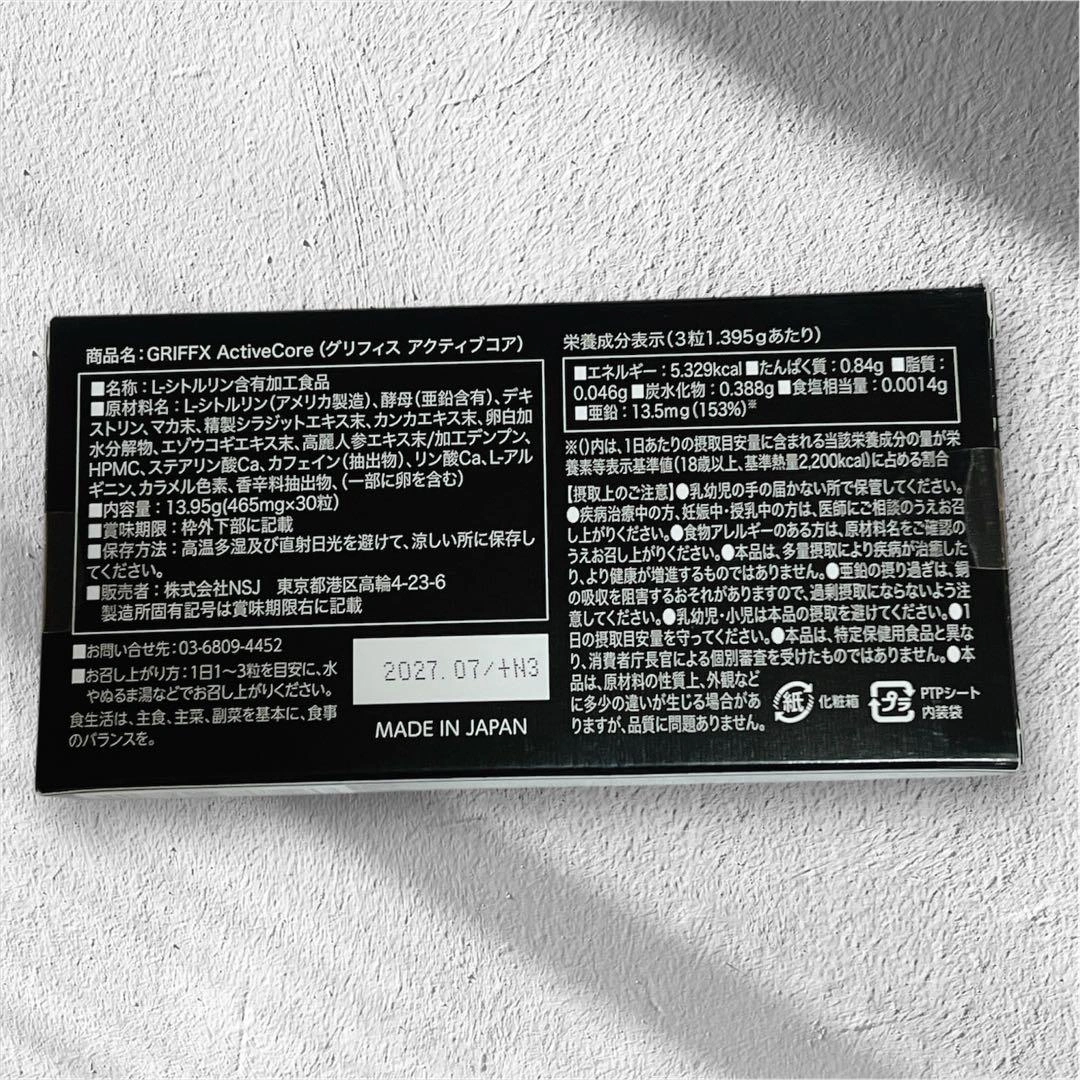 商品名:GRIFFX ActiveCore(グリフィス アクティブコア)
■名称:L-シトルリン含有加工食品
■原材料名:L-シトルリン(アメリカ製造)、酵母(亜鉛含有)、デキ
ストリン、マカ末、精製シラジットエキス末、カンカエキス末、卵白加
水分解物、エゾウコギエキス末、高麗人参エキス末/加工デンプン、
HPMC、ステアリン酸Ca、カフェイン(抽出物)、リン酸Ca、L-アル
ギニン、カラメル色素、香辛料抽出物、(一部に卵を含む)
■内容量:13.95g(465mg×30粒)
■賞味期限:枠外下部に記載
■保存方法:高温多湿及び直射日光を避けて、涼しい所に保存し
てください。
■販売者:株式会社NSJ 東京都港区高輪4-23-6
製造所固有記号は賞味期限右に記載
■お問い合せ先:03-6809-4452
■お召し上がり方:1日1〜3粒を目安に、水
やぬるま湯などでお召し上がりください。
食生活は、主食、主菜、副菜を基本に、食事
のバランスを。
2027.07/+N3
MADE IN JAPAN
栄養成分表示(3粒1.395gあたり)
■エネルギー:5.329kcal■たんぱく質:0.84g■脂質:
0.046g■炭水化物:0.388g■食塩相当量:0.0014g
■亜鉛:13.5mg(153%)※
※()内は、1日あたりの摂取目安量に含まれる当該栄養成分の量が栄
養素等表示基準値(18歳以上、基準熱量2,200kcal)に占める割合
【摂取上のご注意】●乳幼児の手の届かない所で保管してください。
●疾病治療中の方、妊娠中・授乳中の方は、医師にご相談のうえお召
し上がりください。●食物アレルギーのある方は、原材料名をご確認の
うえお召し上がりください。●本品は、多量摂取により疾病が治癒した
り、より健康が増進するものではありません。●亜鉛の摂り過ぎは、銅
の吸収を阻害するおそれがありますので、過剰摂取にならないよう注
意してください。●乳幼児・小児は本品の摂取を避けてください。●1
日の摂取目安量を守ってください。●本品は、特定保健用食品と異な
り、消費者庁長官による個別審査を受けたものではありません。●本
品は、原材料の性質上、外観など
に多少の違いが生じる場合があ
りますが、品質に問題ありません。
紙 化粧箱
プラ PTPシート
内装袋